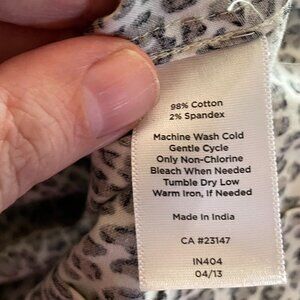 98% Cotton
2% Spandex
Machine Wash Cold
Gentle Cycle
Only Non-Chlorine
Bleach When Needed
Tumble Dry Low
Warm Iron, If Needed
Made In India
CA #23147
IN404
04/13